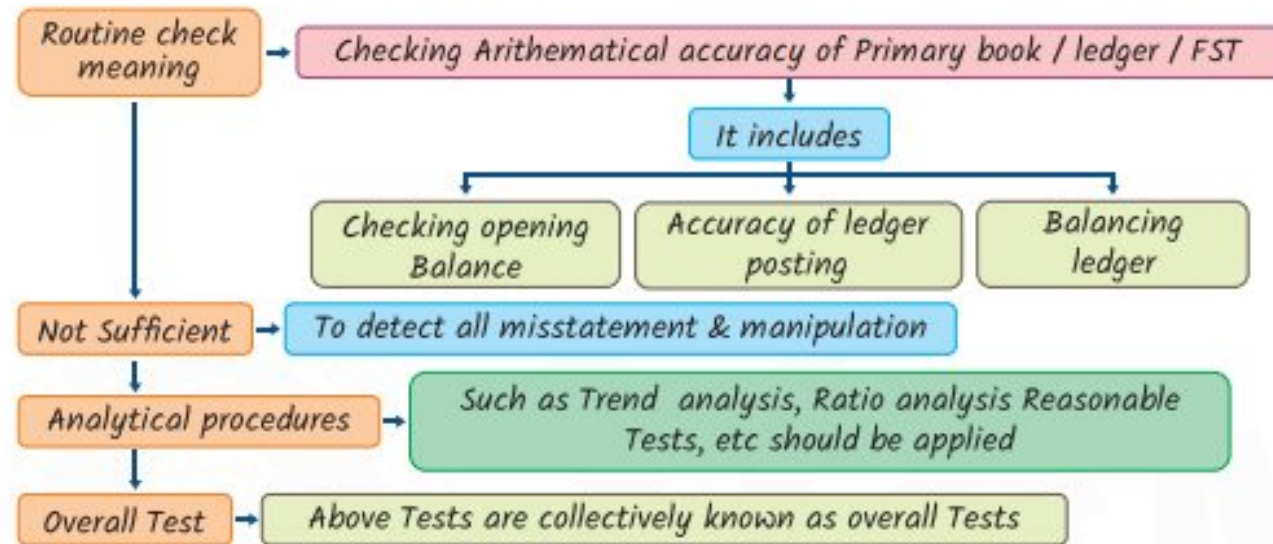 Routine check
meaning
Checking Arithematical accuracy of Primary book / ledger / FST
It includes
Checking opening
Balance
Accuracy of ledger
posting
Balancing
ledger
Not Sufficient
To detect all misstatement & manipulation
Analytical procedures
Such as Trend analysis, Ratio analysis Reasonable
Tests, etc should be applied
Overall Test
Above Tests are collectively known as overall Tests